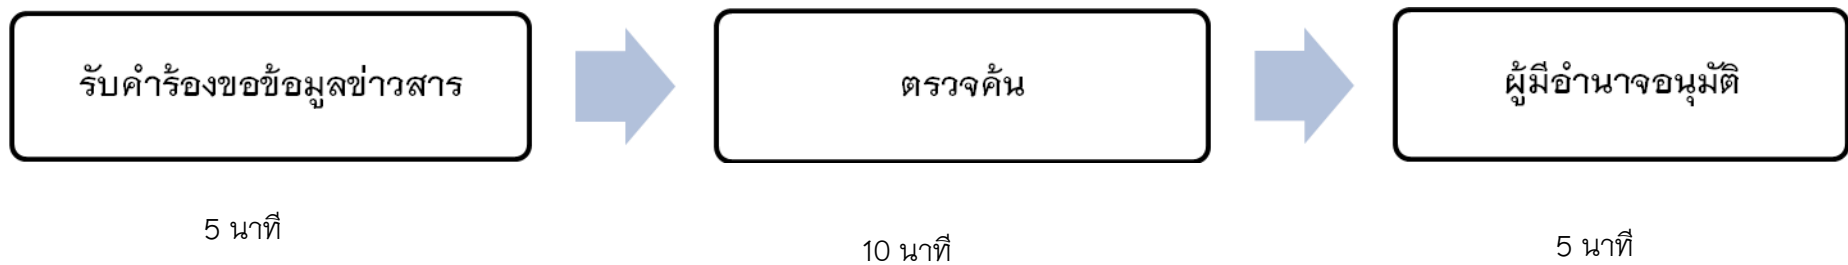 รับคำร้องขอข้อมูลข่าวสาร
ตรวจค้น
ผู้มีอำนาจอนุมัติ
5 นาที
10 นาที
5 นาที